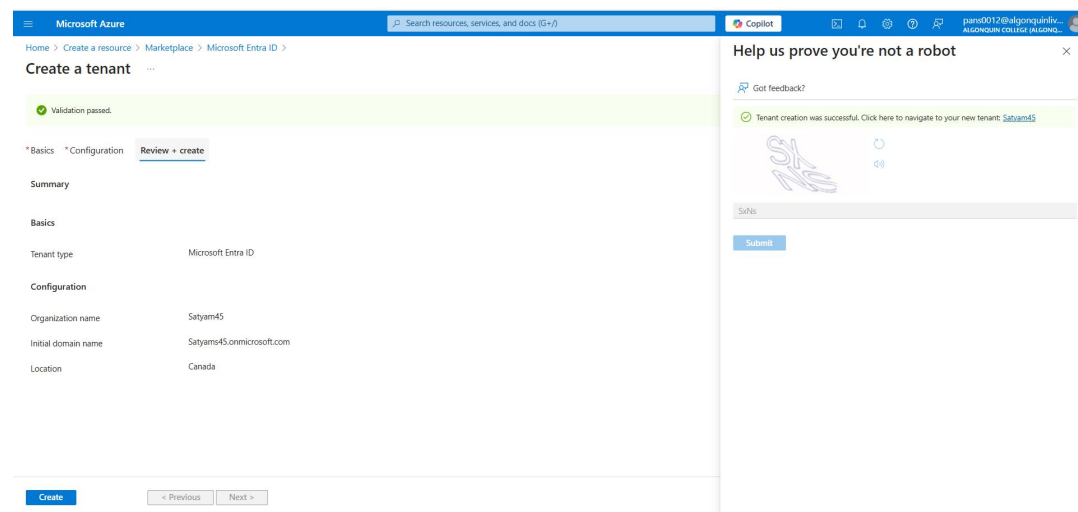 Microsoft Azure
Search resources, services, and docs (G+/)
Copilot
pans0012@algonquinliv...
ALGONQUIN COLLEGE (ALGONQ...
Home > Create a resource > Marketplace > Microsoft Entra ID >
Create a tenant ...
Validation passed.
* Basics * Configuration Review + create
Summary
Basics
Tenant type Microsoft Entra ID
Configuration
Organization name Satyam45
Initial domain name Satyams45.onmicrosoft.com
Location Canada
Create < Previous Next >
Help us prove you're not a robot
Got feedback?
Tenant creation was successful. Click here to navigate to your new tenant: Satyam45
SxNs
Submit